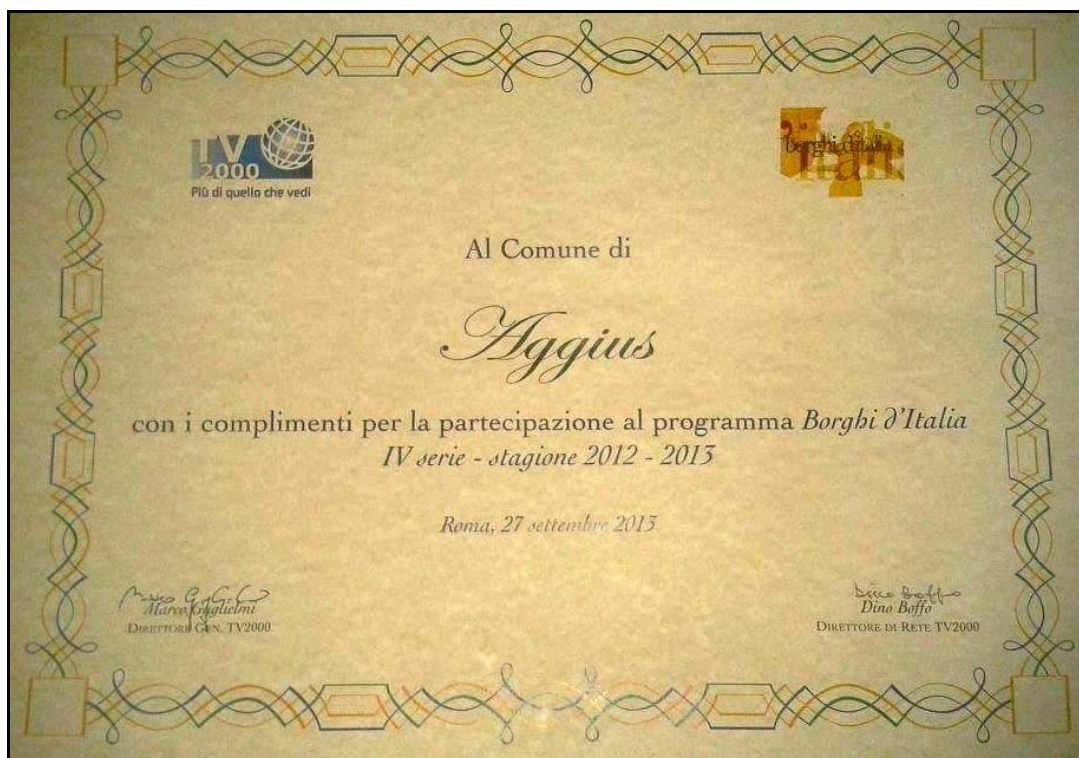 TV
2000
Più di quello che vedi
borghi d'italia
Al Comune di
Aggius
con i complimenti per la partecipazione al programma Borghi d'Italia
IV serie - stagione 2012 - 2013
Roma, 27 settembre 2013
Marco Guglielmi
DIRETTORE GEN. TV2000
Dino Boffo
Dino Boffo
DIRETTORE DI RETE TV2000